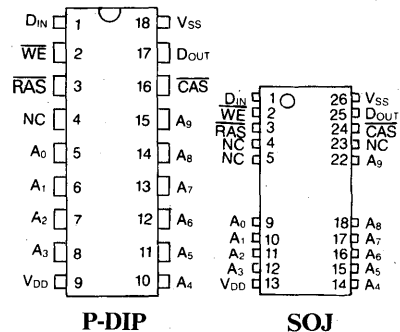 DIN 1 18 VSS
WE 2 17 DOUT
RAS 3 16 CAS
NC 4 15 A9
A0 5 14 A8
A1 6 13 A7
A2 7 12 A6
A3 8 11 A5
VDD 9 10 A4
P-DIP
DIN 1 26 VSS
WE 2 25 DOUT
RAS 3 24 CAS
NC 4 23 NC
NC 5 22 A9
A0 9 18 A8
A1 10 17 A7
A2 11 16 A6
A3 12 15 A5
VDD 13 14 A4
SOJ